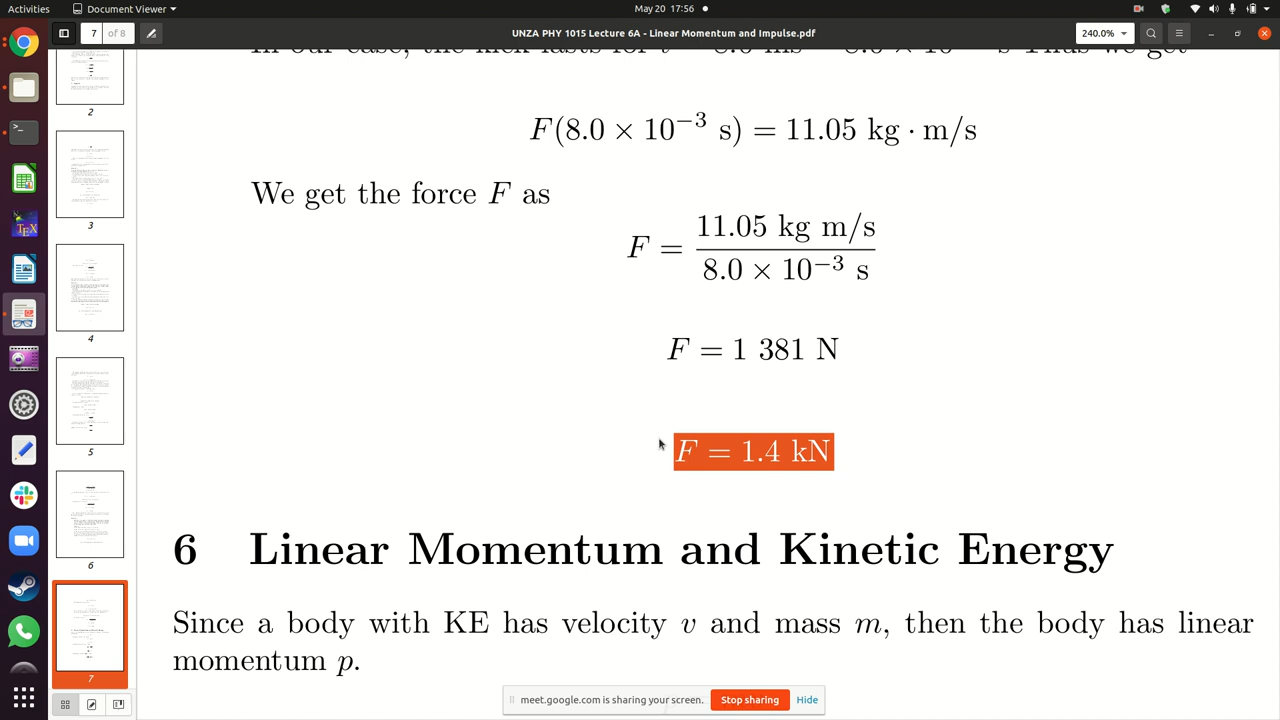 Activities
Document Viewer
May 20 17:56
7 of 8
UNZA PHY 1015 Lecture 6A - Linear Momentum and Impulse.pdf
240.0%
F(8.0 × 10⁻³ s) = 11.05 kg · m/s
We get the force F as
F = 11.05 kg m/s / 8.0 × 10⁻³ s
F = 1 381 N
F = 1.4 kN
6 Linear Momentum and Kinetic Energy
Since a body with KE has velocity v and mass m, then the body has linear
momentum p.
2
3
4
5
6
7
meet.google.com is sharing your screen.
Stop sharing
Hide